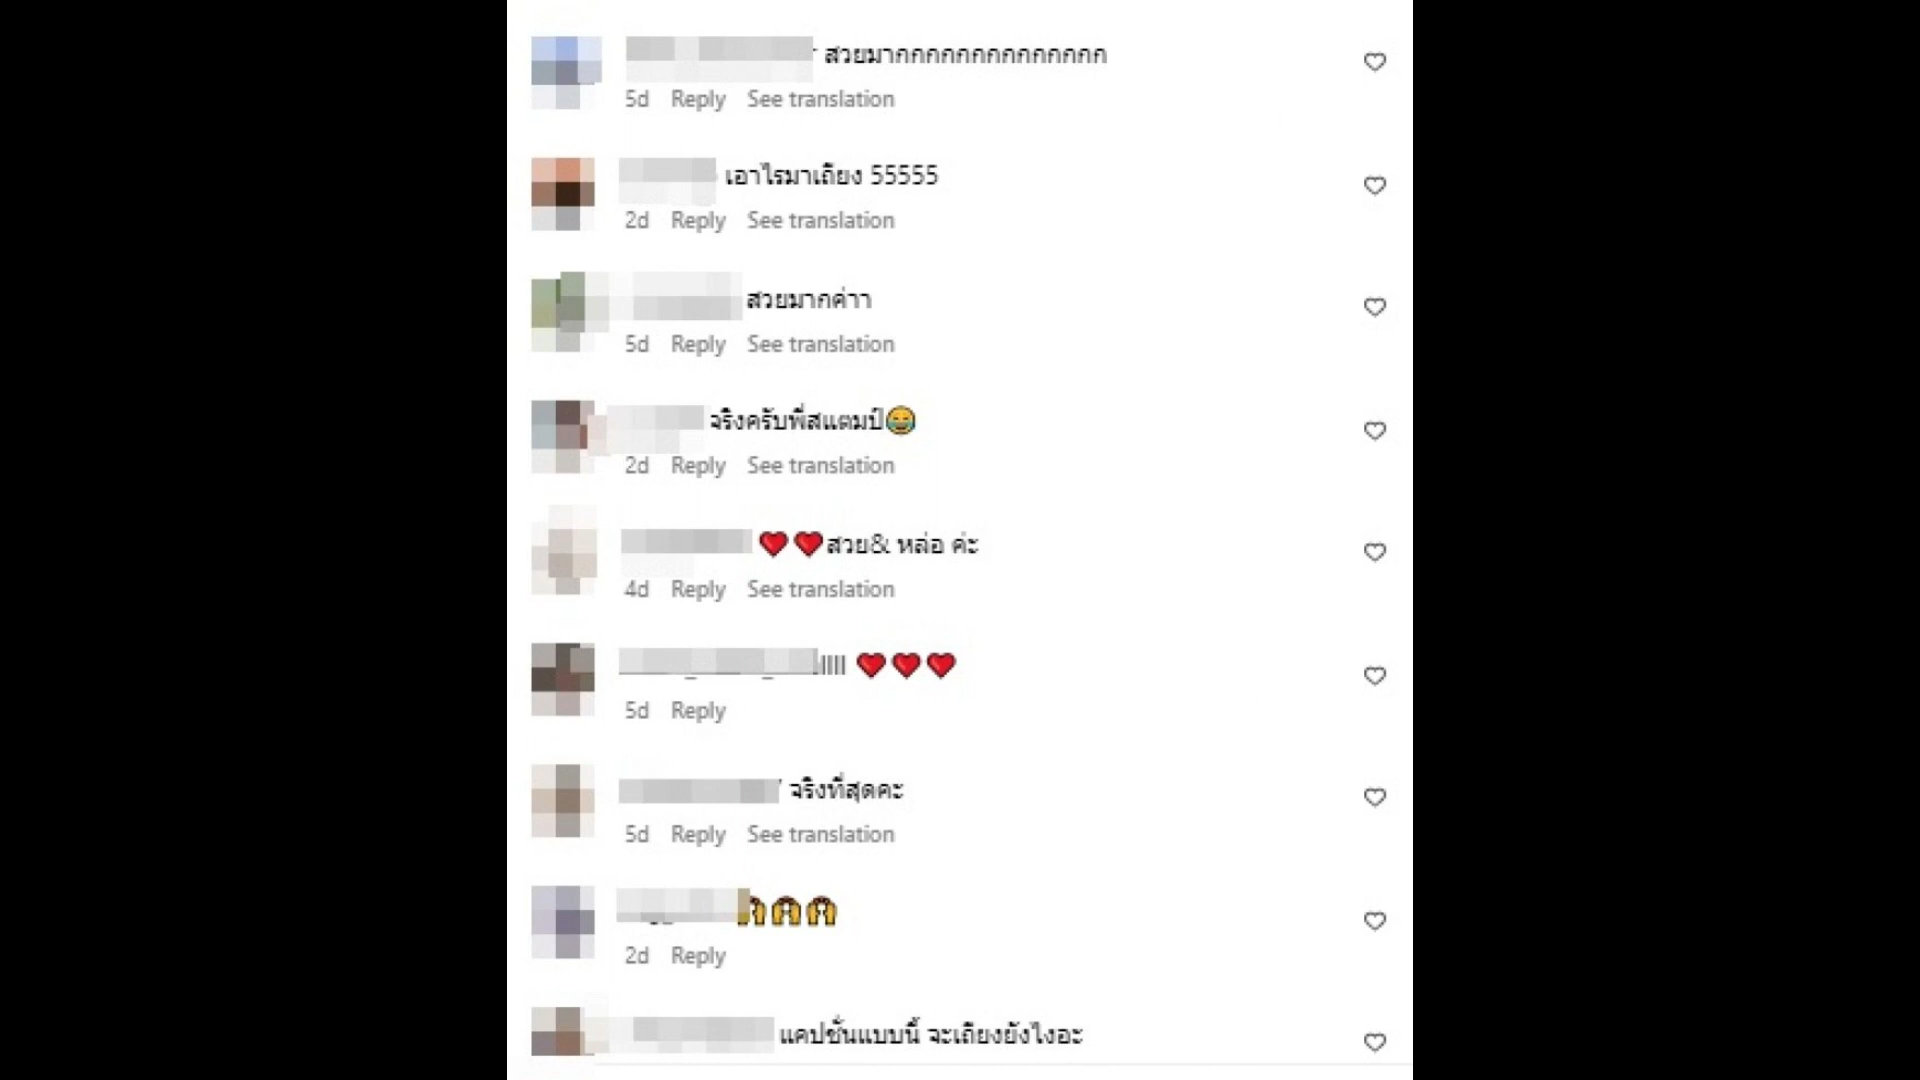 สวยมากกกกกกกกกกกกกก
5d Reply See translation
เอาไรมาเถียง 55555
2d Reply See translation
สวยมากค่าา
5d Reply See translation
จริงครับพี่สแตมป์😂
2d Reply See translation
❤️❤️สวย& หล่อ ค่ะ
4d Reply See translation
❤️❤️❤️
5d Reply
จริงที่สุดคะ
5d Reply See translation
🙌🙌🙌
2d Reply
แคปชั่นแบบนี้ จะเถียงยังไงอะ